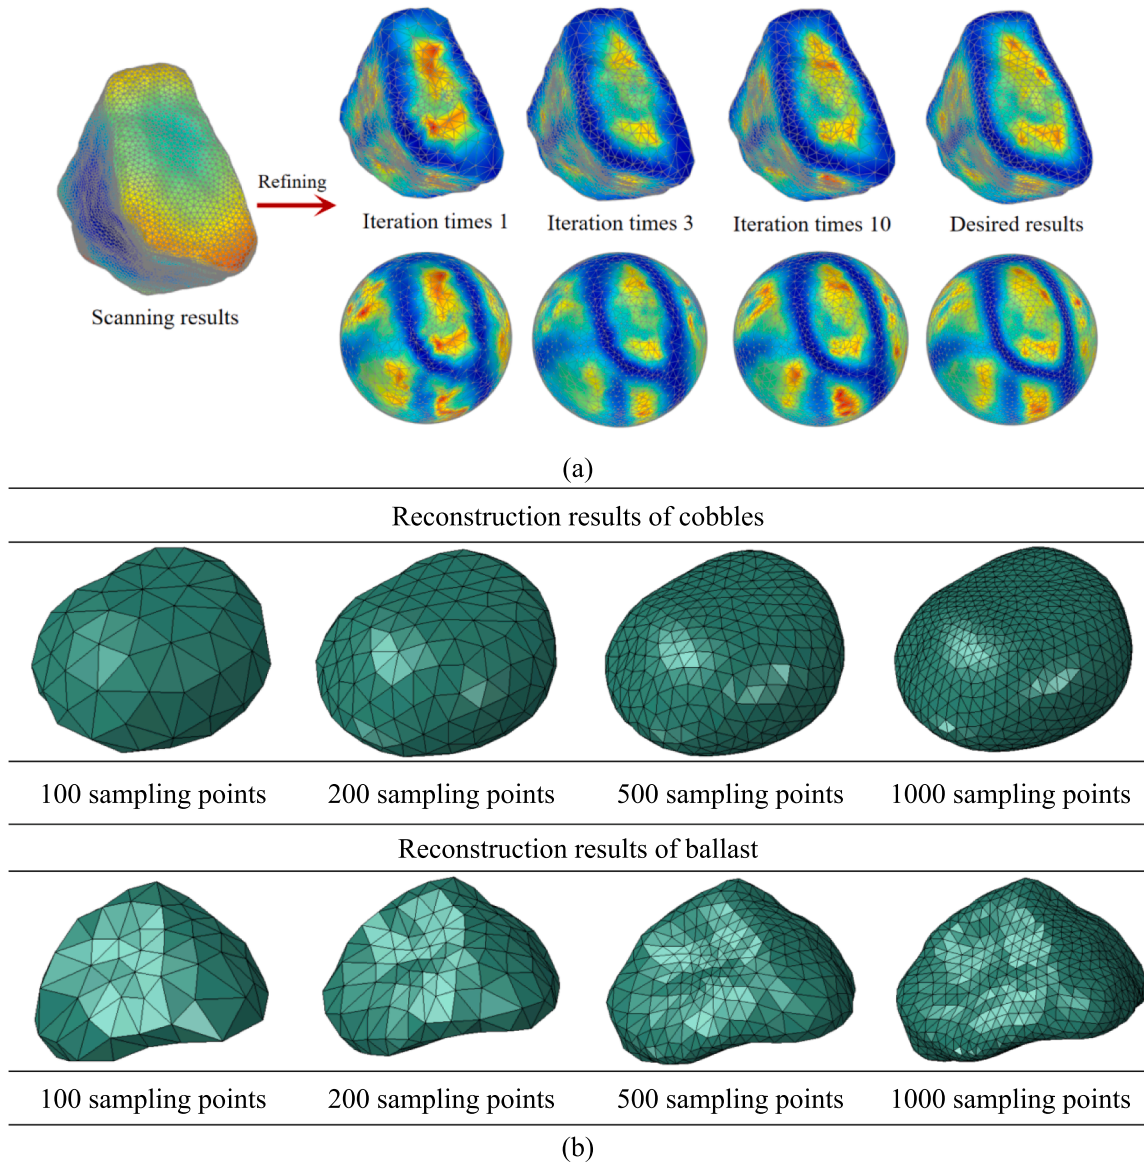 Refining
Iteration times 1
Iteration times 3
Iteration times 10
Desired results
Scanning results
(a)
Reconstruction results of cobbles
100 sampling points
200 sampling points
500 sampling points
1000 sampling points
Reconstruction results of ballast
100 sampling points
200 sampling points
500 sampling points
1000 sampling points
(b)